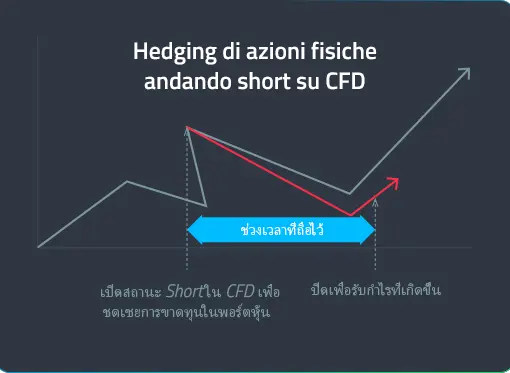 Hedging di azioni fisiche
andando short su CFD
ช่วงเวลาที่ถือไว้
เปิดสถานะ Short ใน CFD เพื่อ
ชดเชยการขาดทุนในพอร์ตหุ้น
ปิดเพื่อรับกำไรที่เกิดขึ้น